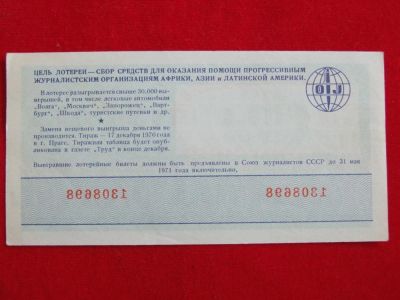 ЦЕЛЬ ЛОТЕРЕИ — СБОР СРЕДСТВ ДЛЯ ОКАЗАНИЯ ПОМОЩИ ПРОГРЕССИВНЫМ
ЖУРНАЛИСТСКИМ ОРГАНИЗАЦИЯМ АФРИКИ, АЗИИ и ЛАТИНСКОЙ АМЕРИКИ.
В лотерее разыгрывается свыше 30.000 вы-
игрышей, в том числе легковые автомобили
„Волга", „Москвич", „Запорожец", „Варт-
бург", „Шкода", туристские путевки и др.
★
Замена вещевого выигрыша деньгами не
производится. Тираж — 17 декабря 1970 года
в г. Праге. Тиражная таблица будет опуб-
ликована в газете „Труд" в конце декабря.
OIJ
Выигравшие лотерейные билеты должны быть предъявлены в Союз журналистов СССР до 31 мая
1971 года включительно.
1308698 1308698